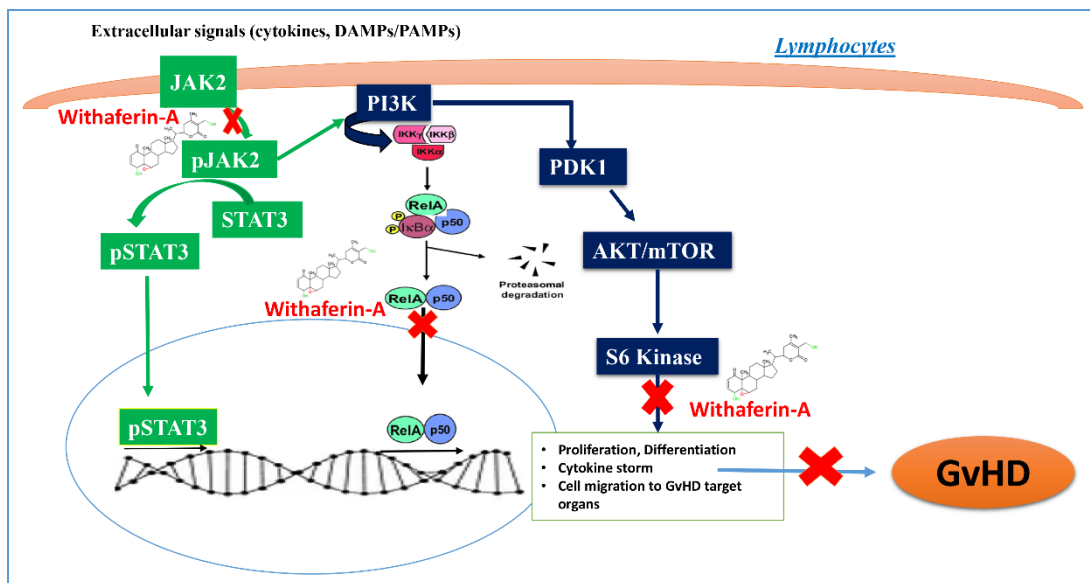 Extracellular signals (cytokines, DAMPs/PAMPs)
Lymphocytes
JAK2
Withaferin-A
pJAK2
STAT3
pSTAT3
pSTAT3
PI3K
IKKγ
IKKβ
IKKα
RelA
P
P
IκBα
p50
Proteasomal
degradation
Withaferin-A
RelA
p50
RelA
p50
PDK1
AKT/mTOR
S6 Kinase
Withaferin-A
• Proliferation, Differentiation
• Cytokine storm
• Cell migration to GvHD target
organs
GvHD